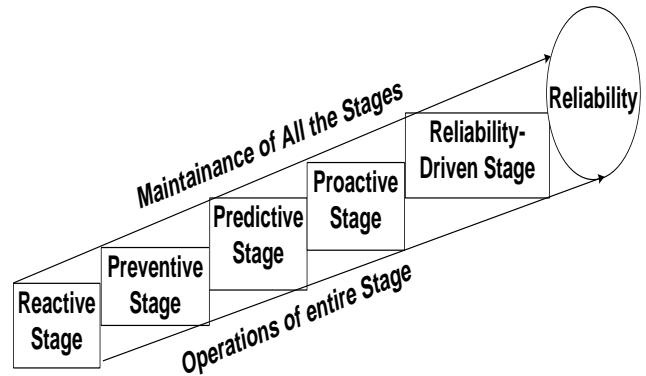 Maintainance of All the Stages
Reliability
Reliability-
Driven Stage
Proactive
Stage
Predictive
Stage
Preventive
Stage
Reactive
Stage
Operations of entire Stage